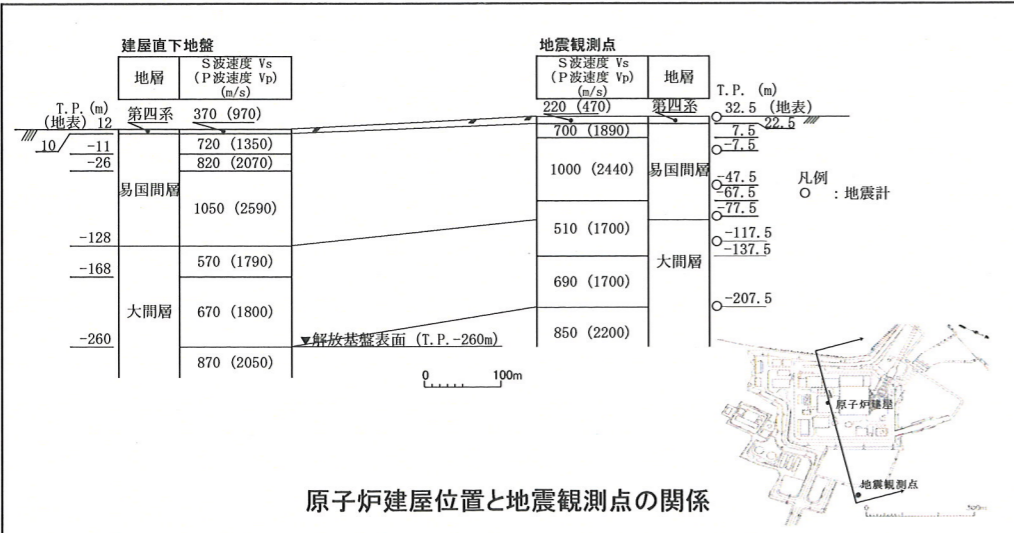 建屋直下地盤
地層
S波速度 Vs
(P波速度 Vp)
(m/s)
T.P. (m)
(地表) 12
第四系
370 (970)
10
-11
720 (1350)
-26
820 (2070)
易国間層
1050 (2590)
-128
570 (1790)
-168
大間層
670 (1800)
-260
870 (2050)
▼解放基盤表面 (T.P.-260m)
0 100m
地震観測点
S波速度 Vs
(P波速度 Vp)
(m/s)
地層
T.P. (m)
220 (470)
第四系
32.5 (地表)
22.5
700 (1890)
7.5
-7.5
1000 (2440)
易国間層
-47.5
-67.5
-77.5
510 (1700)
-117.5
-137.5
大間層
690 (1700)
-207.5
850 (2200)
凡例
○ :地震計
原子炉建屋
地震観測点
0 500m
原子炉建屋位置と地震観測点の関係